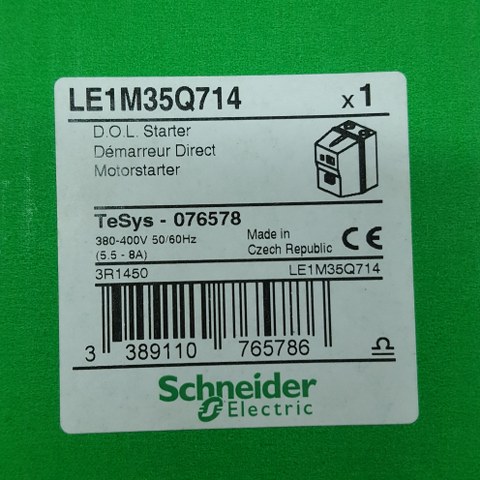 LE1M35Q714 x 1
D.O.L. Starter
Démarreur Direct
Motorstarter
TeSys - 076578
380-400V 50/60Hz
(5.5 - 8A)
Made in
Czech Republic
CE
3R1450 LE1M35Q714
3 389110 765786
Schneider
Electric